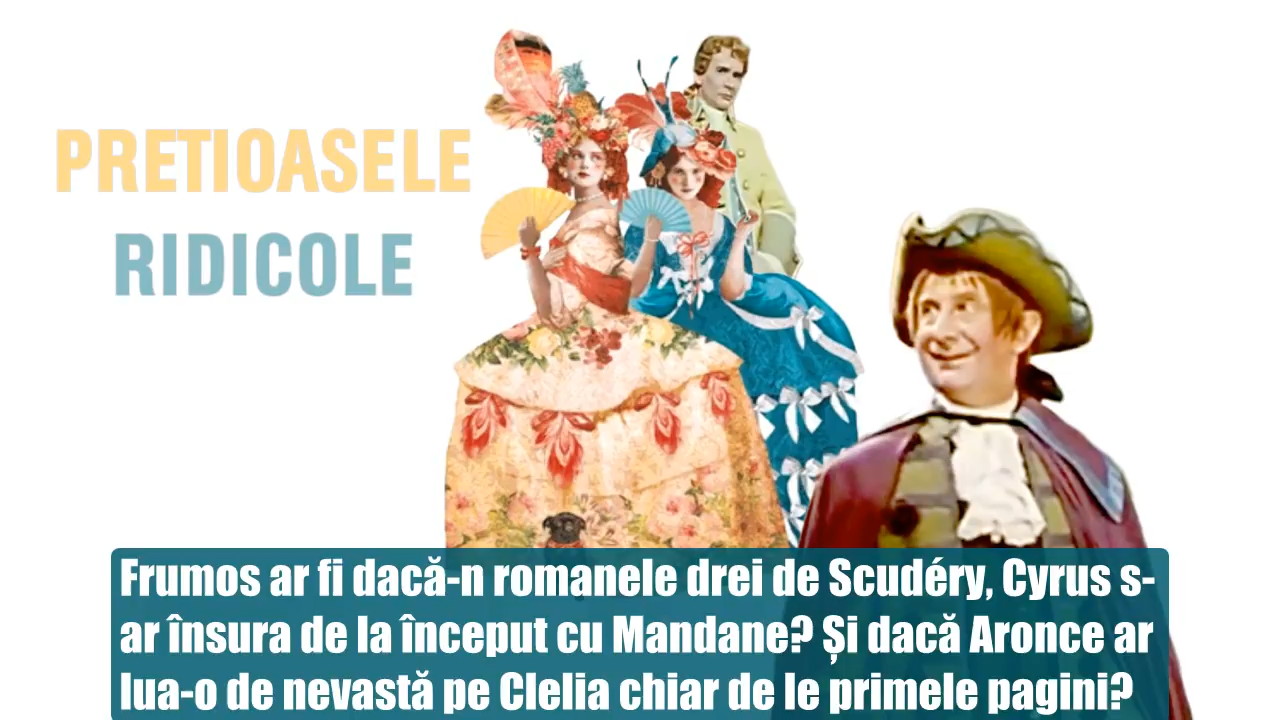 PRETIOASELE
RIDICOLE
Frumos ar fi dacă-n romanele drei de Scudéry, Cyrus s-
ar însura de la început cu Mandane? Și dacă Aronce ar
lua-o de nevastă pe Clelia chiar de le primele pagini?